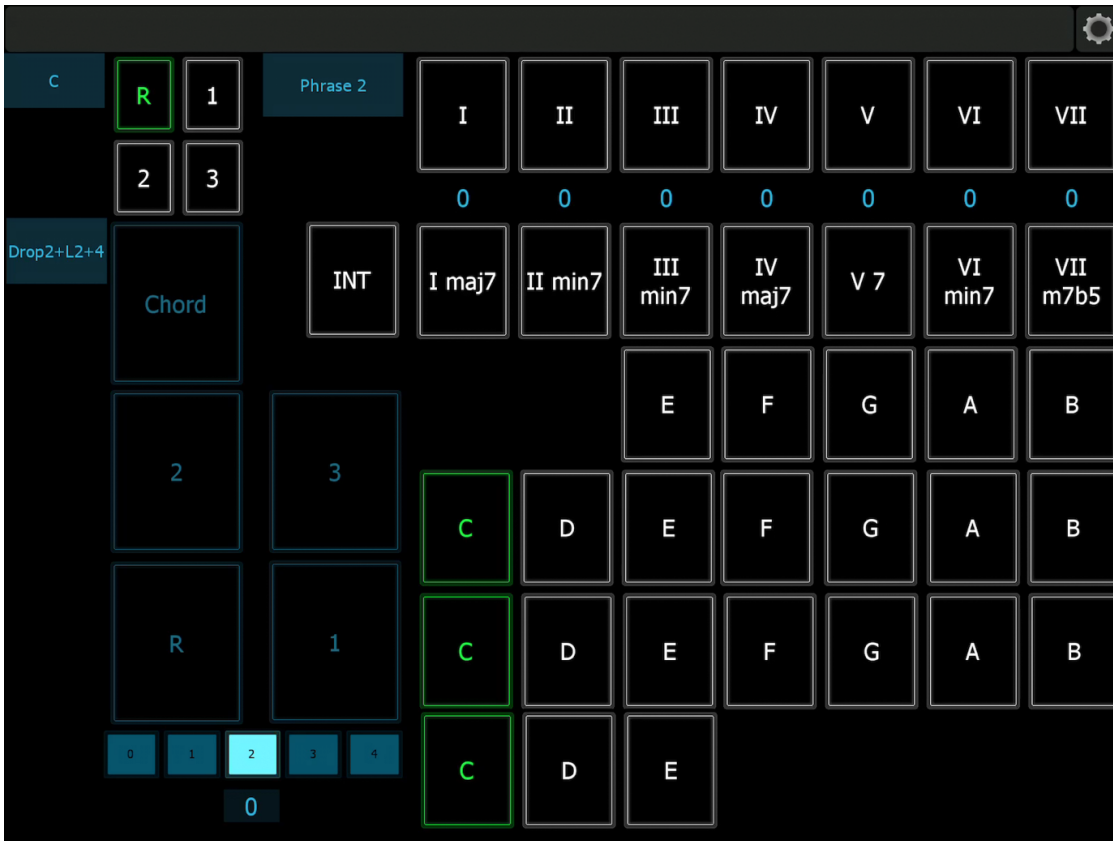 C
R
1
Phrase 2
I
II
III
IV
V
VI
VII
2
3
0
0
0
0
0
0
0
Drop2+L2+4
Chord
INT
I maj7
II min7
III
min7
IV
maj7
V 7
VI
min7
VII
m7b5
E
F
G
A
B
2
3
C
D
E
F
G
A
B
R
1
C
D
E
F
G
A
B
0
1
2
3
4
C
D
E
0